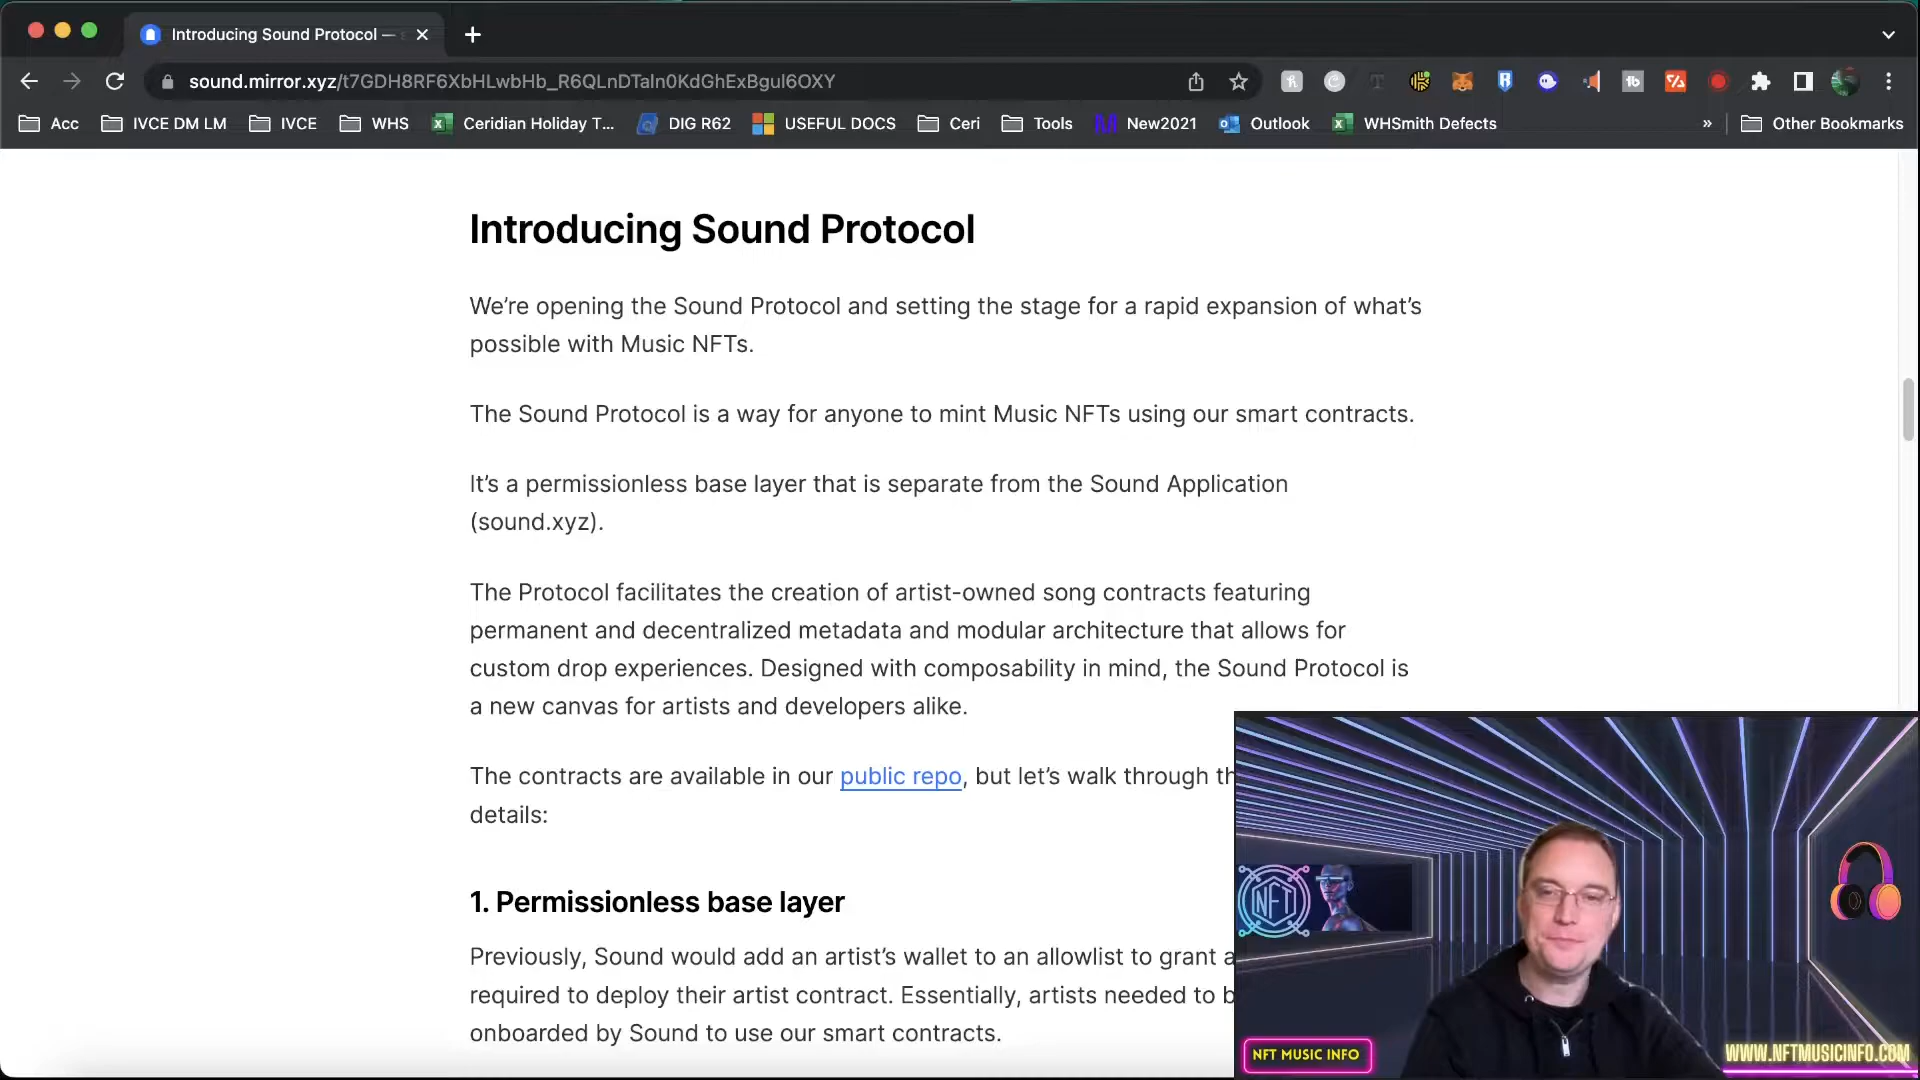 Introducing Sound Protocol —
sound.mirror.xyz/t7GDH8RF6XbHLwbHb_R6QLnDTaln0KdGhExBgul6OXY
Acc IVCE DM LM IVCE WHS Ceridian Holiday T... DIG R62 USEFUL DOCS Ceri Tools New2021 Outlook WHSmith Defects » Other Bookmarks
Introducing Sound Protocol
We’re opening the Sound Protocol and setting the stage for a rapid expansion of what’s
possible with Music NFTs.
The Sound Protocol is a way for anyone to mint Music NFTs using our smart contracts.
It’s a permissionless base layer that is separate from the Sound Application
(sound.xyz).
The Protocol facilitates the creation of artist-owned song contracts featuring
permanent and decentralized metadata and modular architecture that allows for
custom drop experiences. Designed with composability in mind, the Sound Protocol is
a new canvas for artists and developers alike.
The contracts are available in our public repo, but let’s walk through th
details:
1. Permissionless base layer
Previously, Sound would add an artist’s wallet to an allowlist to grant a
required to deploy their artist contract. Essentially, artists needed to b
onboarded by Sound to use our smart contracts.
NFT
NFT MUSIC INFO
WWW.NFTMUSICINFO.COM